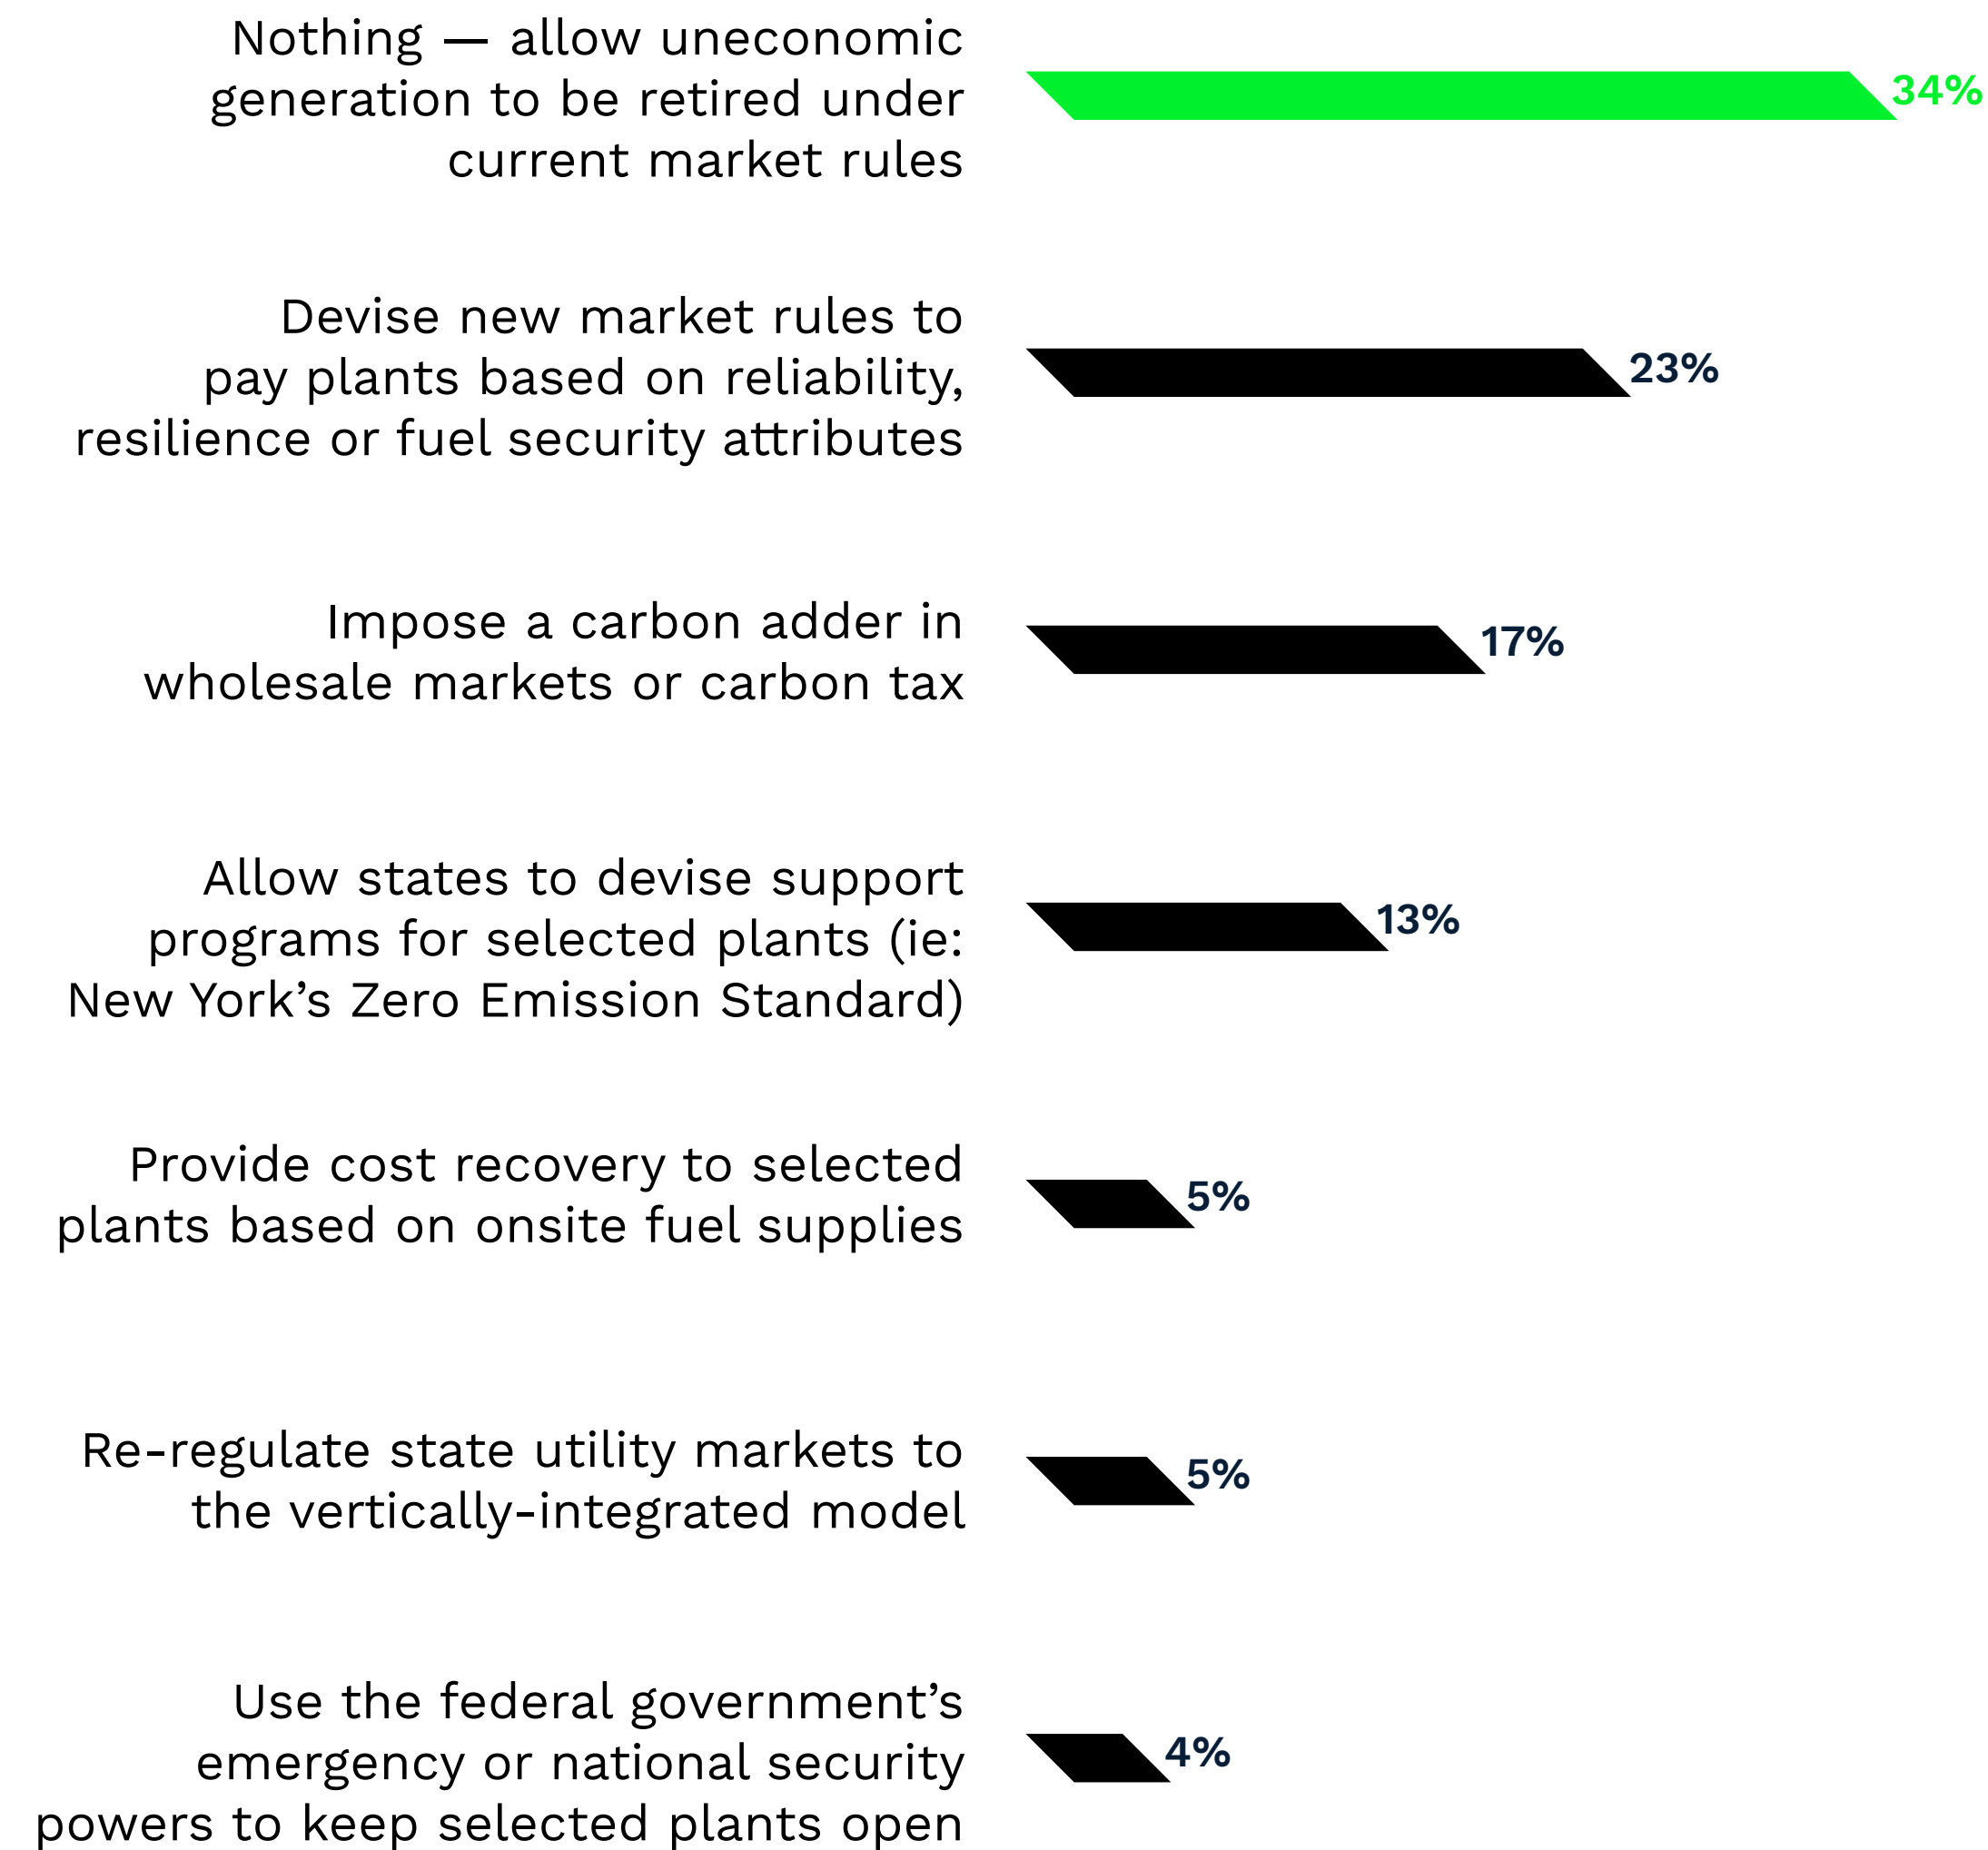 Nothing — allow uneconomic
generation to be retired under
current market rules
34%
Devise new market rules to
pay plants based on reliability,
resilience or fuel security attributes
23%
Impose a carbon adder in
wholesale markets or carbon tax
17%
Allow states to devise support
programs for selected plants (ie:
New York’s Zero Emission Standard)
13%
Provide cost recovery to selected
plants based on onsite fuel supplies
5%
Re-regulate state utility markets to
the vertically-integrated model
5%
Use the federal government’s
emergency or national security
powers to keep selected plants open
4%